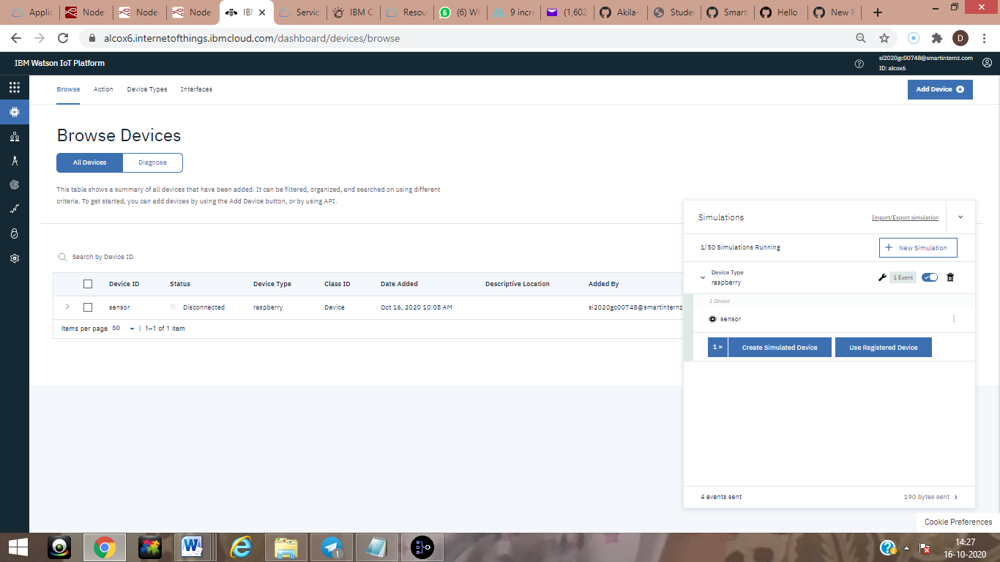 Applic
Node-
Node-
Node-
IBM
Service
IBM C
Resou
(6) Wh
9 incre
(1,602
Akila-
Stude
Smart
Hello
New P
alcox6.internetofthings.ibmcloud.com/dashboard/devices/browse
D
IBM Watson IoT Platform
si2020gc00748@smartinternz.com
ID: alcox6
Browse
Action
Device Types
Interfaces
Add Device
Browse Devices
All Devices
Diagnose
This table shows a summary of all devices that have been added. It can be filtered, organized, and searched on using different
criteria. To get started, you can add devices by using the Add Device button, or by using API.
Search by Device ID
Device ID Status Device Type Class ID Date Added Descriptive Location Added By
sensor Disconnected raspberry Device Oct 16, 2020 10:08 AM si2020gc00748@smartinternz
Items per page 50 | 1–1 of 1 item
Simulations
Import/Export simulation
1/50 Simulations Running
New Simulation
Device Type
raspberry
1 Event
1 Device
sensor
1 ×
Create Simulated Device
Use Registered Device
4 events sent
190 bytes sent
Cookie Preferences
14:27
16-10-2020